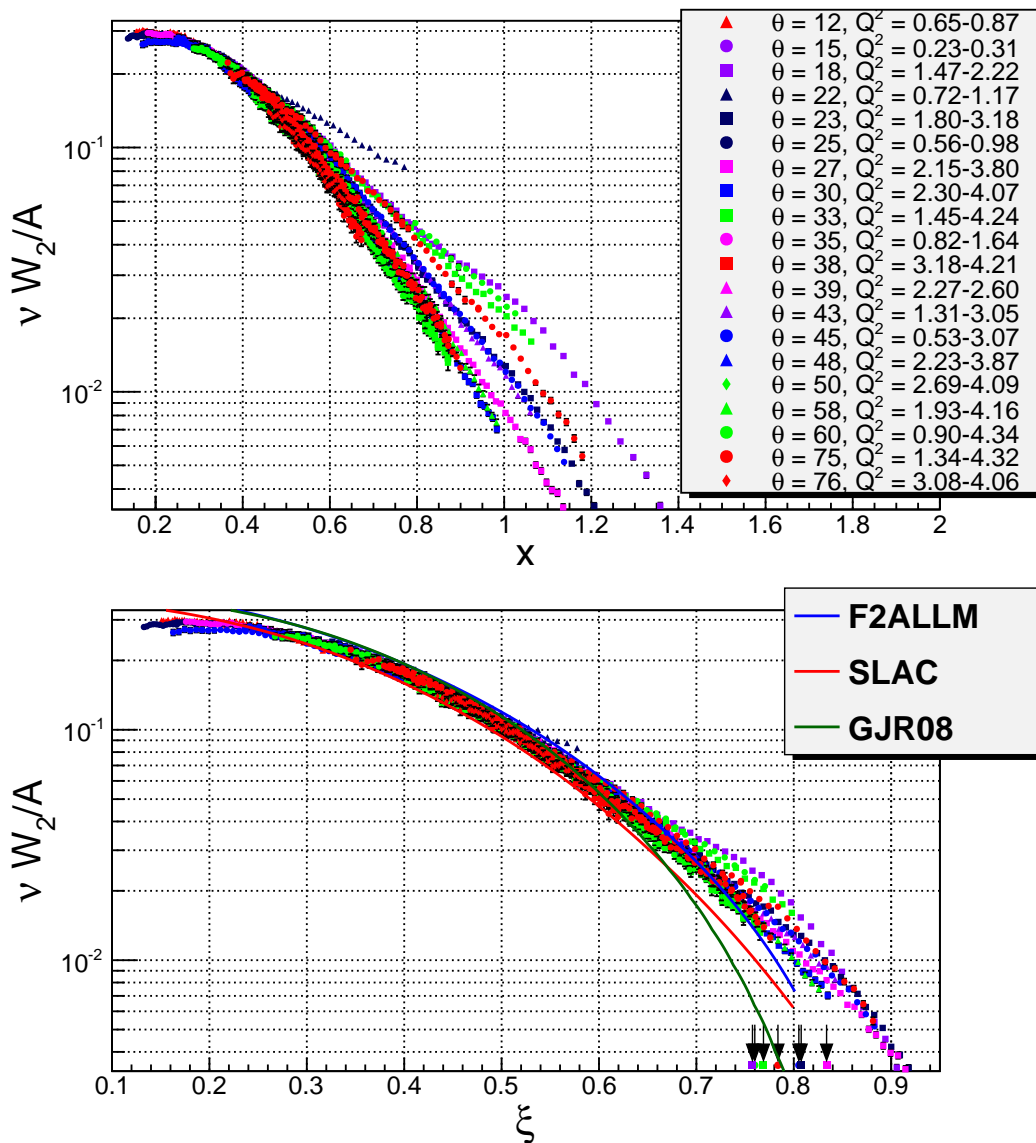 θ = 12, Q² = 0.65-0.87
θ = 15, Q² = 0.23-0.31
θ = 18, Q² = 1.47-2.22
θ = 22, Q² = 0.72-1.17
θ = 23, Q² = 1.80-3.18
θ = 25, Q² = 0.56-0.98
θ = 27, Q² = 2.15-3.80
θ = 30, Q² = 2.30-4.07
θ = 33, Q² = 1.45-4.24
θ = 35, Q² = 0.82-1.64
θ = 38, Q² = 3.18-4.21
θ = 39, Q² = 2.27-2.60
θ = 43, Q² = 1.31-3.05
θ = 45, Q² = 0.53-3.07
θ = 48, Q² = 2.23-3.87
θ = 50, Q² = 2.69-4.09
θ = 58, Q² = 1.93-4.16
θ = 60, Q² = 0.90-4.34
θ = 75, Q² = 1.34-4.32
θ = 76, Q² = 3.08-4.06
ν W₂/A
10⁻¹
10⁻²
0.2 0.4 0.6 0.8 1 1.2 1.4 1.6 1.8 2
x
F2ALLM
SLAC
GJR08
ν W₂/A
10⁻¹
10⁻²
0.1 0.2 0.3 0.4 0.5 0.6 0.7 0.8 0.9
ξ